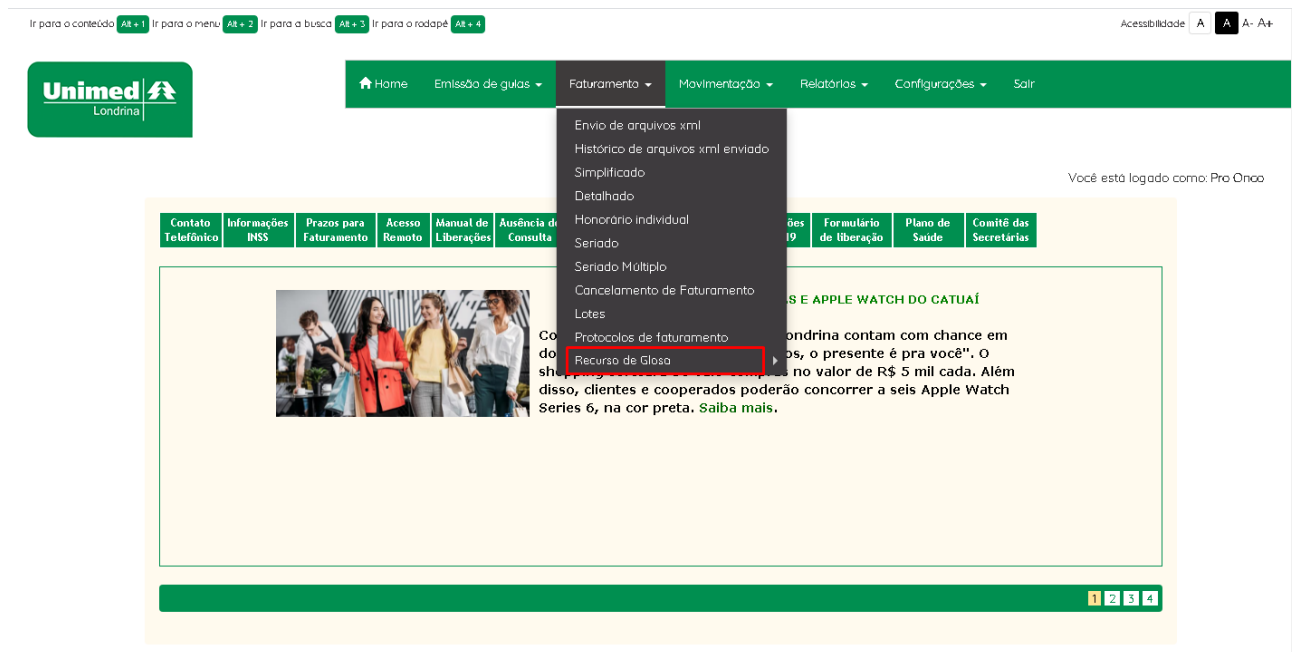 Ir para o conteúdo Alt + 1 Ir para o menu Alt + 2 Ir para a busca Alt + 3 Ir para o rodapé Alt + 4
Acessibilidade A A A- A+
Unimed
Londrina
Home Emissão de guias Faturamento Movimentação Relatórios Configurações Sair
Envio de arquivos xml
Histórico de arquivos xml enviado
Simplificado
Detalhado
Honorário individual
Seriado
Seriado Múltiplo
Cancelamento de Faturamento
Lotes
Protocolos de faturamento
Recurso de Glosa
Você está logado como: Pro Onco
Contato Telefônico
Informações INSS
Prazos para Faturamento
Acesso Remoto
Manual de Liberações
Ausência de Consulta
Formulário de liberação
Plano de Saúde
Comitê das Secretárias
E APPLE WATCH DO CATUAÍ
contam com chance em
o presente é pra você". O
no valor de R$ 5 mil cada. Além
disso, clientes e cooperados poderão concorrer a seis Apple Watch
Series 6, na cor preta. Saiba mais.
1 2 3 4